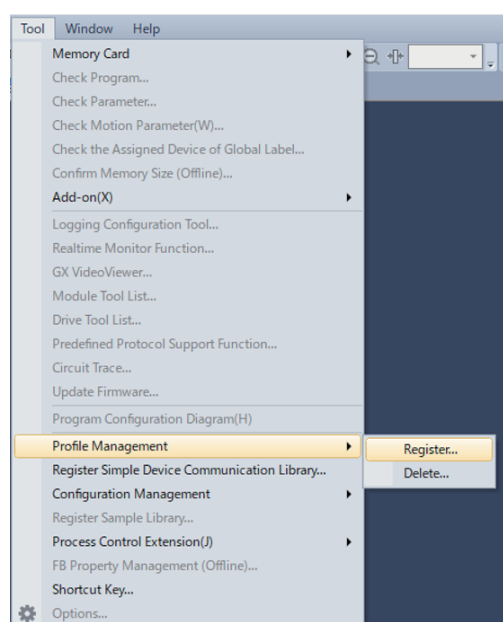 Tool Window Help
Memory Card
Check Program...
Check Parameter...
Check Motion Parameter(W)...
Check the Assigned Device of Global Label...
Confirm Memory Size (Offline)...
Add-on(X)
Logging Configuration Tool...
Realtime Monitor Function...
GX VideoViewer...
Module Tool List...
Drive Tool List...
Predefined Protocol Support Function...
Circuit Trace...
Update Firmware...
Program Configuration Diagram(H)
Profile Management
Register...
Register Simple Device Communication Library...
Delete...
Configuration Management
Register Sample Library...
Process Control Extension(J)
FB Property Management (Offline)...
Shortcut Key...
Options...